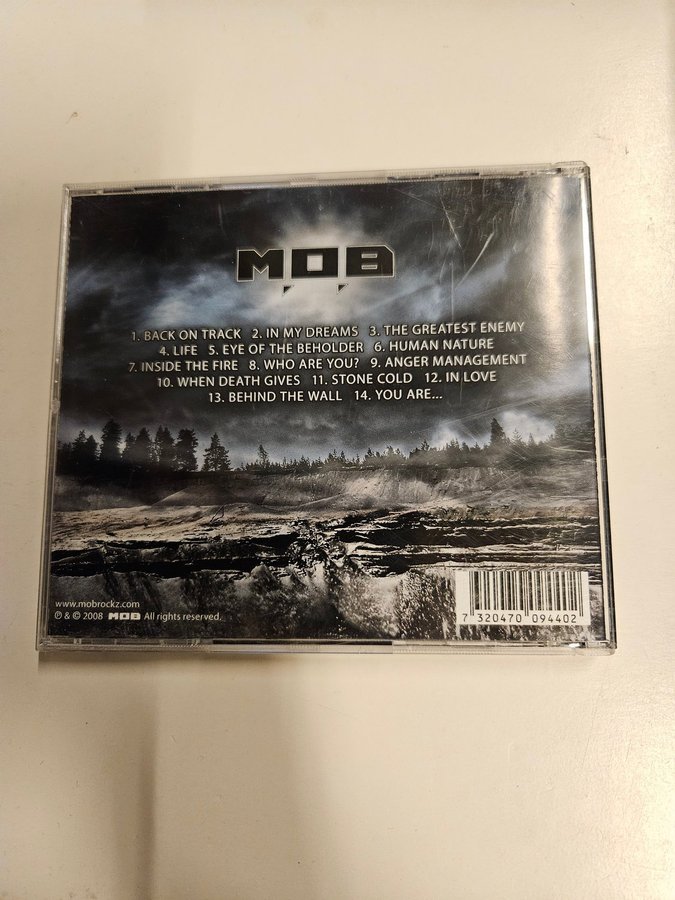 M.O.B
1. BACK ON TRACK 2. IN MY DREAMS 3. THE GREATEST ENEMY
4. LIFE 5. EYE OF THE BEHOLDER 6. HUMAN NATURE
7. INSIDE THE FIRE 8. WHO ARE YOU? 9. ANGER MANAGEMENT
10. WHEN DEATH GIVES 11. STONE COLD 12. IN LOVE
13. BEHIND THE WALL 14. YOU ARE...
www.mobrockz.com
℗ & © 2008 MOB All rights reserved.
7 320470 094402